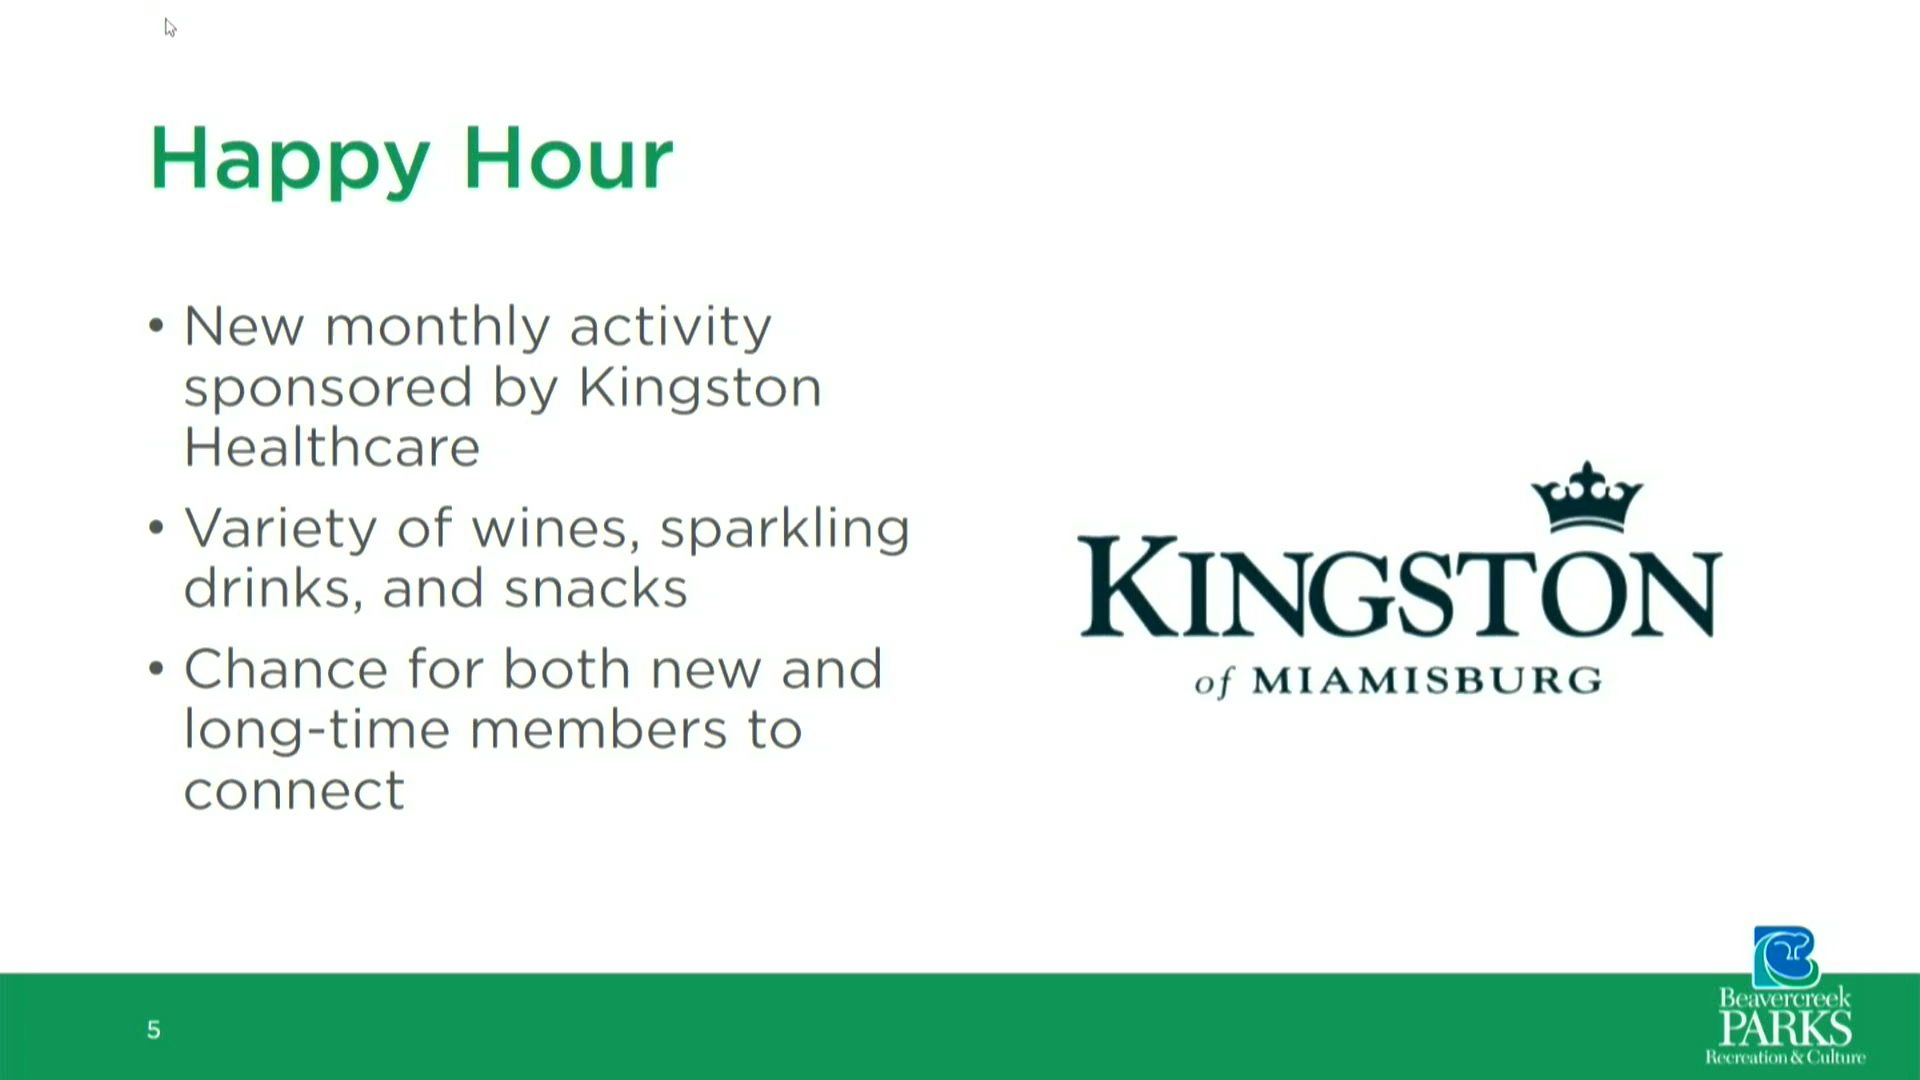 Happy Hour
• New monthly activity
sponsored by Kingston
Healthcare
• Variety of wines, sparkling
drinks, and snacks
• Chance for both new and
long-time members to
connect
KINGSTON
of MIAMISBURG
5
Beavercreek
PARKS
Recreation & Culture